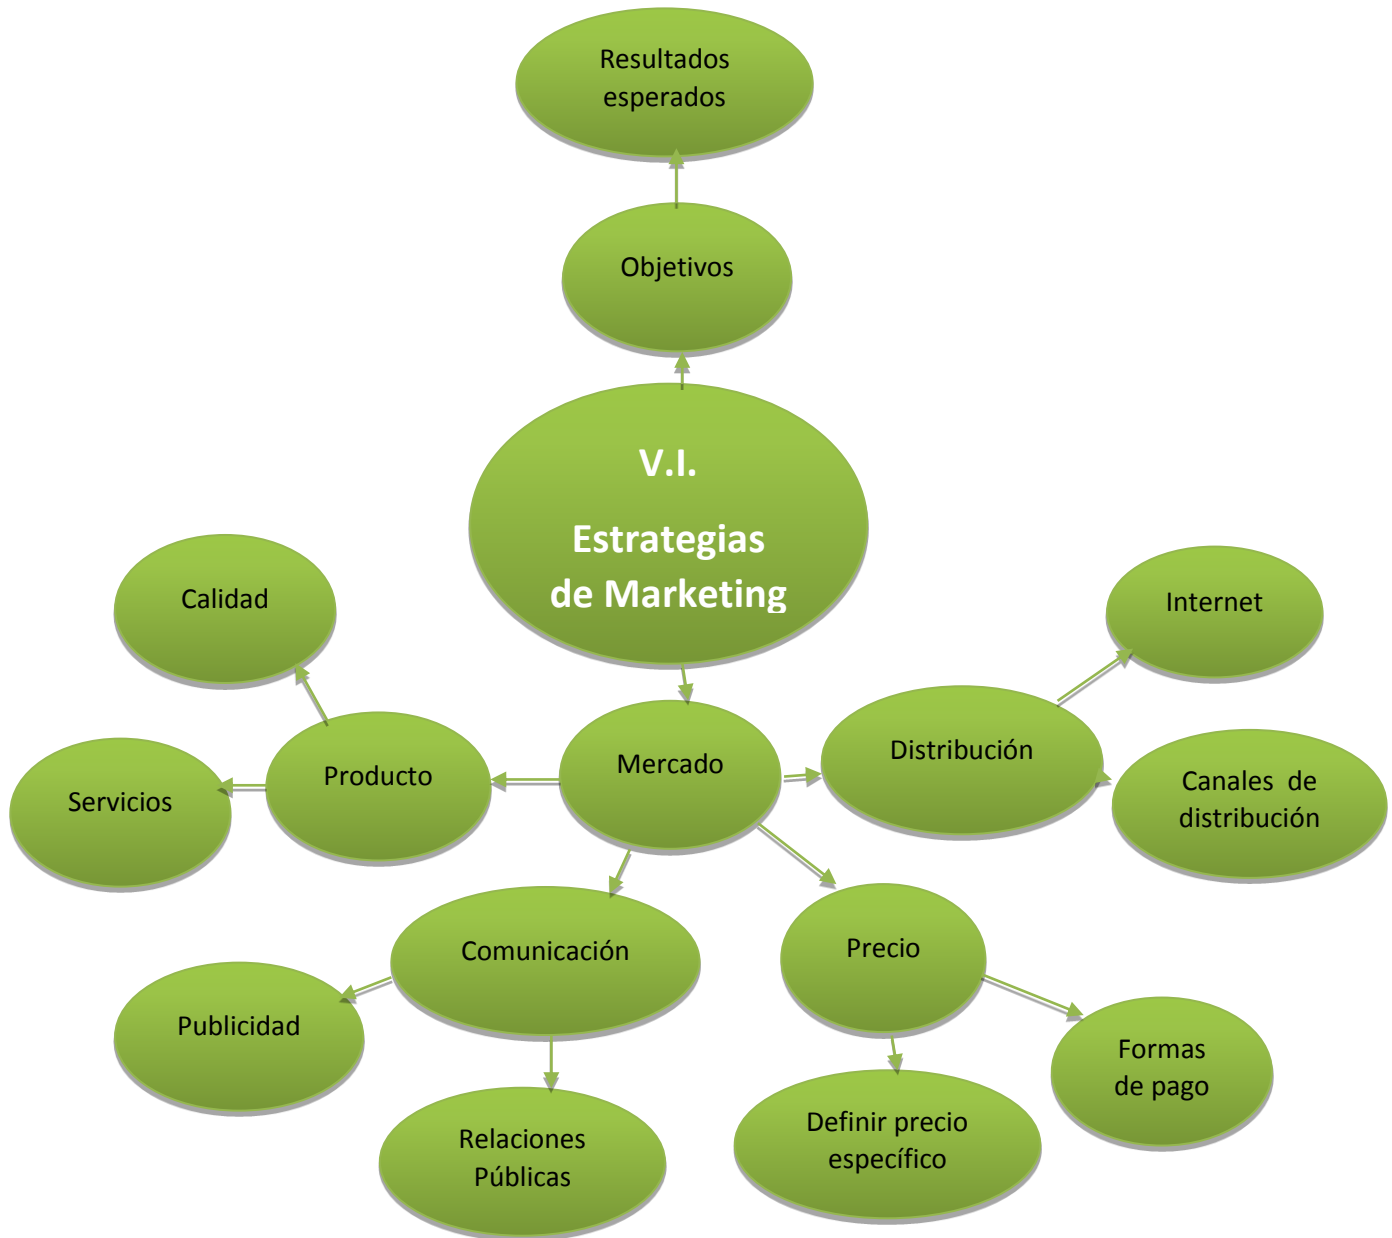 Resultados
esperados
Objetivos
V.I.
Estrategias
de Marketing
Calidad
Internet
Servicios
Producto
Mercado
Distribución
Canales de
distribución
Comunicación
Precio
Publicidad
Formas
de pago
Relaciones
Públicas
Definir precio
específico